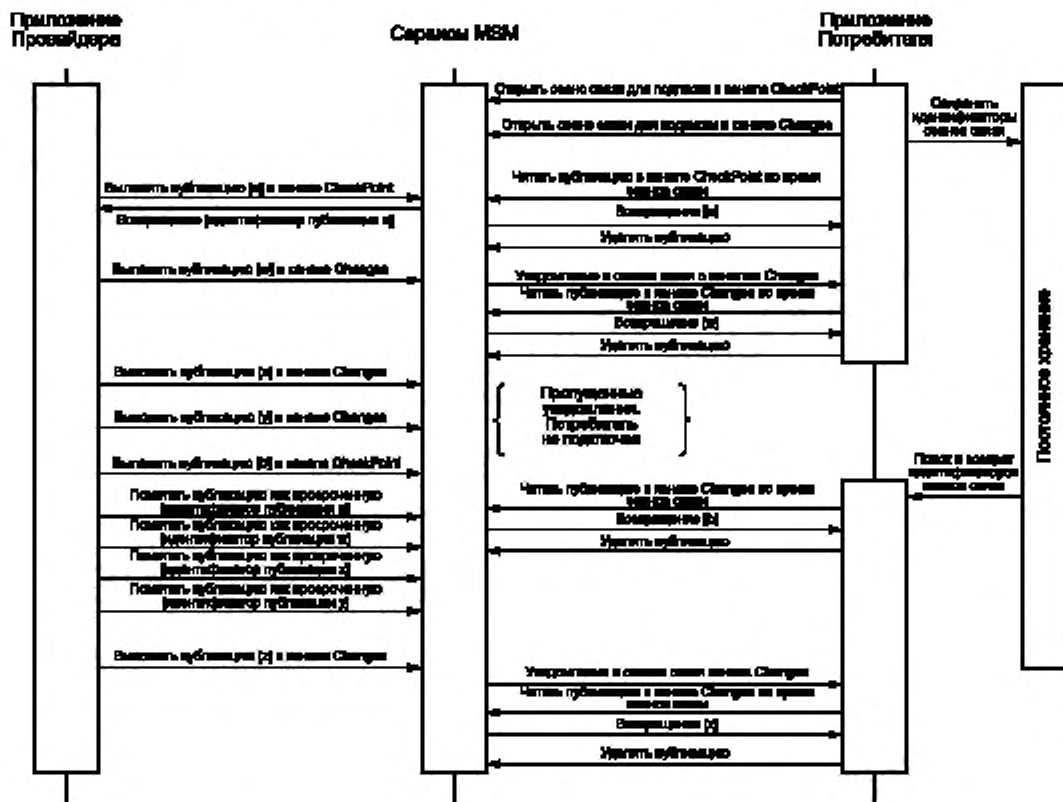 Приложение
Провайдера
Сервисы MSM
Приложение
Потребителя
Открыть сеанс связи для подписки в канале CheckPoint
Сохранить
идентификаторы
сеанса связи
Открыть сеанс связи для подписки в канале Changes
Читать публикацию в канале CheckPoint во время
сеанса связи
Выложить публикацию [a] в канале CheckPoint
Возвращение [идентификатор публикации a]
Возвращение [a]
Удалить публикацию
Выложить публикацию [w] в канале Changes
Уведомление в сеансе связи в канале Changes
Читать публикацию в канале Changes во время
сеанса связи
Возвращение [w]
Удалить публикацию
Выложить публикацию [x] в канале Changes
Пропущенные
уведомления.
Потребитель
не подключен
Выложить публикацию [y] в канале Changes
Постоянное хранение
Выложить публикацию [b] в канале CheckPoint
Поиск и возврат
идентификаторов
сеанса связи
Читать публикацию в канале Changes во время
сеанса связи
Пометить публикацию как просроченную
[идентификатор публикации a]
Возвращение [b]
Пометить публикацию как просроченную
[идентификатор публикации w]
Удалить публикацию
Пометить публикацию как просроченную
[идентификатор публикации x]
Пометить публикацию как просроченную
[идентификатор публикации y]
Выложить публикацию [z] в канале Changes
Уведомление в сеансе связи канала Changes
Читать публикацию в канале Changes во время
сеанса связи
Возвращение
Удалить публикацию